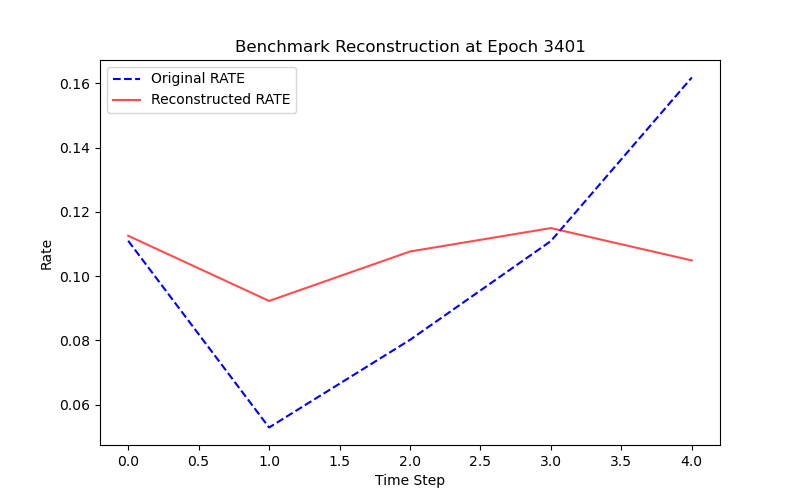 Benchmark Reconstruction at Epoch 3401
Original RATE
Reconstructed RATE
0.16
0.14
0.12
0.10
0.08
0.06
Rate
0.0 0.5 1.0 1.5 2.0 2.5 3.0 3.5 4.0
Time Step